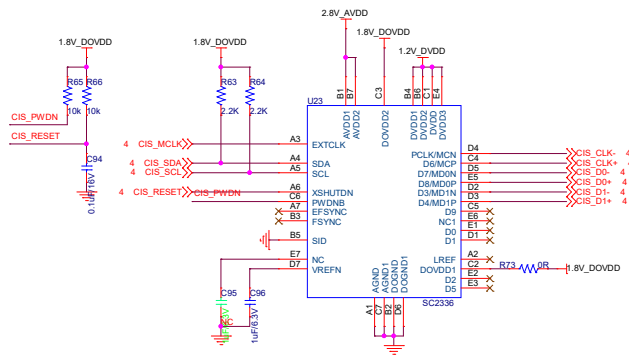 2.8V_AVDD
1.8V_DOVDD
1.8V_DOVDD
1.8V_DOVDD
1.2V_DVDD
R65
R66
10k
10k
CIS_PWDN
CIS_RESET
C94
0.1uF/16V
R63
R64
2.2K
2.2K
U23
B1
B7
C3
B4
B6
C1
E4
AVDD1
AVDD2
DOVDD2
DVDD1
DVDD2
DVDD
DVDD3
4 CIS_MCLK
A3
EXTCLK
4 CIS_SDA
A4
SDA
4 CIS_SCL
A5
SCL
4 CIS_RESET
A6
XSHUTDN
CIS_PWDN
C6
PWDNB
A7
EFSYNC
B3
FSYNC
B5
SID
E7
NC
D7
VREFN
PCLK/MCN
D4
CIS_CLK- 4
D6/MCP
C4
CIS_CLK+ 4
D7/MD0N
D5
CIS_D0- 4
D8/MD0P
E5
CIS_D0+ 4
D3/MD1N
D2
CIS_D1- 4
D4/MD1P
D3
CIS_D1+ 4
D9
C5
NC1
E6
D0
E1
D1
D1
LREF
A2
DOVDD1
C2
R73
0R
1.8V_DOVDD
D2
E2
D5
E3
C95
NC
C96
1uF/6.3V
AGND
AGND1
DOGND
DOGND1
A1
C7
B2
D6
SC2336